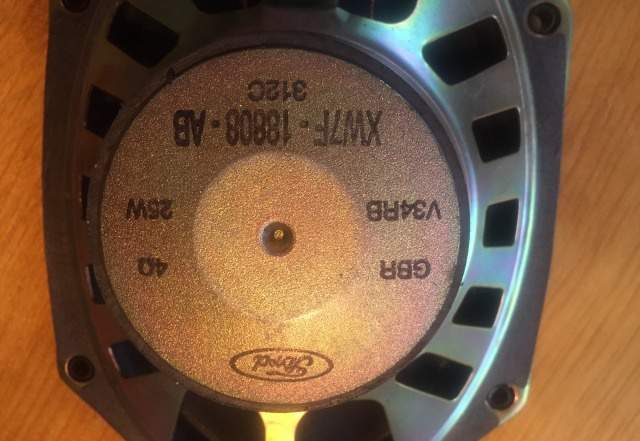 Ford
GBR 4Ω
V34RB 25W
XW7F-18808-AB
312C